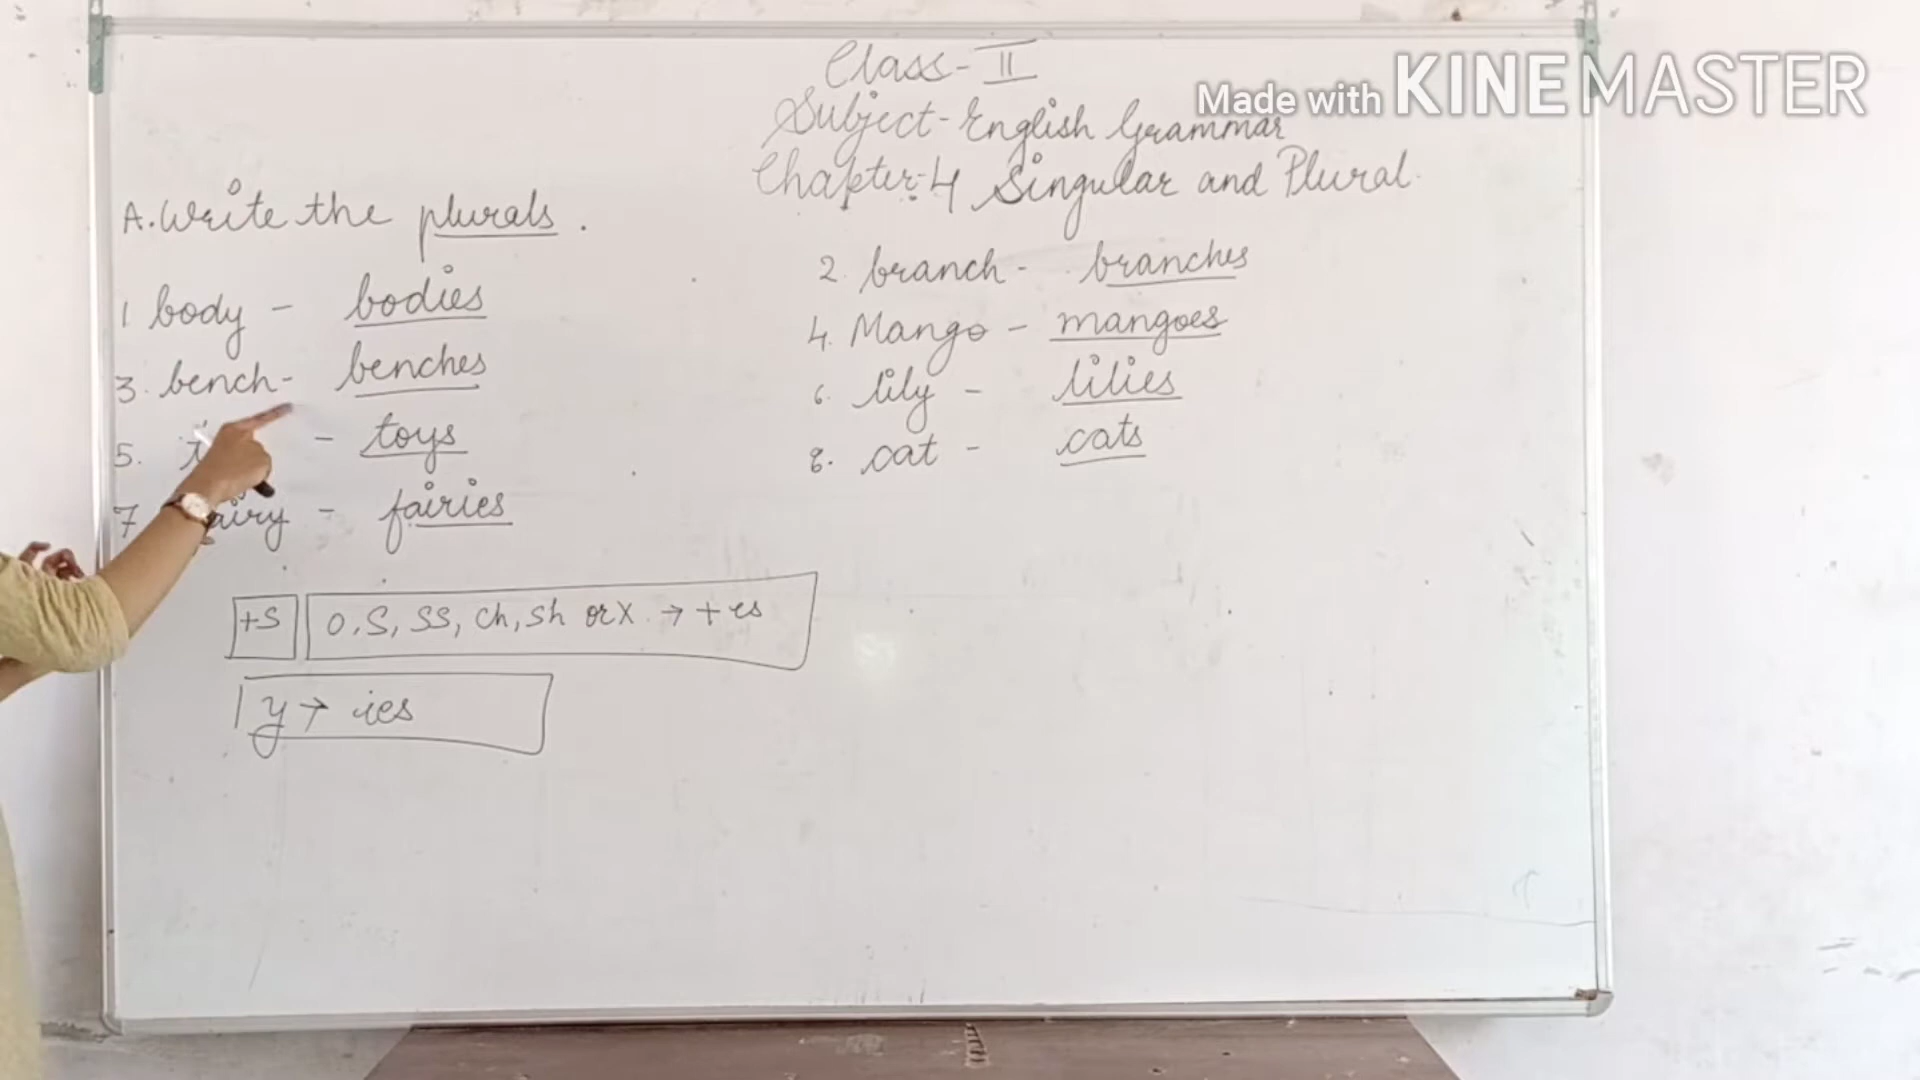 Class-II
Made with KINEMASTER
Subject-English Grammar
Chapter-4 Singular and Plural.
A. Write the plurals.
1 body - bodies
2. branch - branches
3. bench - benches
4. Mango - mangoes
5. - toys
6. lily - lilies
7 airy - fairies
8. cat - cats
+S
O, S, SS, Ch, Sh or X → + es
y → ies